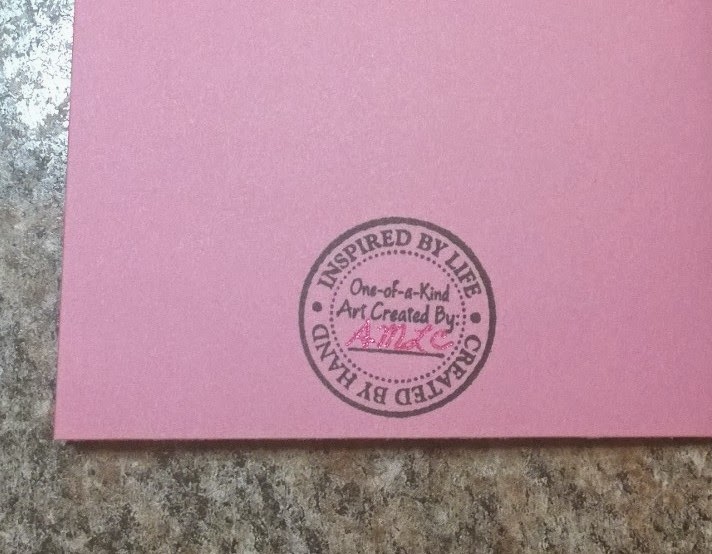 INSPIRED BY LIFE
One-of-a-Kind
Art Created By:
AMLC
CREATED BY HAND